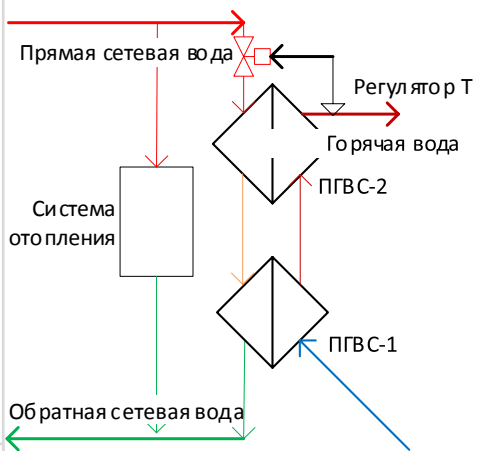 Прямая сетевая вода
Регулятор Т
Горячая вода
ПГВС-2
Система
отопления
ПГВС-1
Обратная сетевая вода